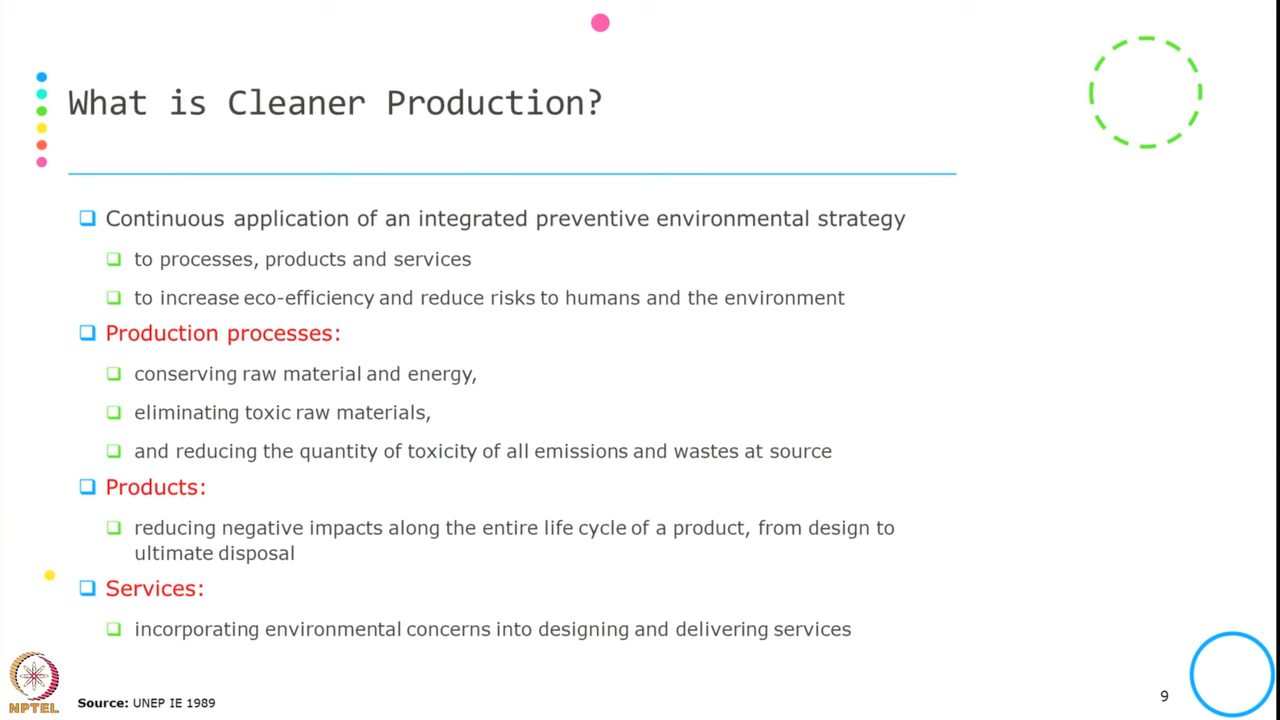 What is Cleaner Production?
Continuous application of an integrated preventive environmental strategy
to processes, products and services
to increase eco-efficiency and reduce risks to humans and the environment
Production processes:
conserving raw material and energy,
eliminating toxic raw materials,
and reducing the quantity of toxicity of all emissions and wastes at source
Products:
reducing negative impacts along the entire life cycle of a product, from design to
ultimate disposal
Services:
incorporating environmental concerns into designing and delivering services
NPTEL
Source: UNEP IE 1989
9